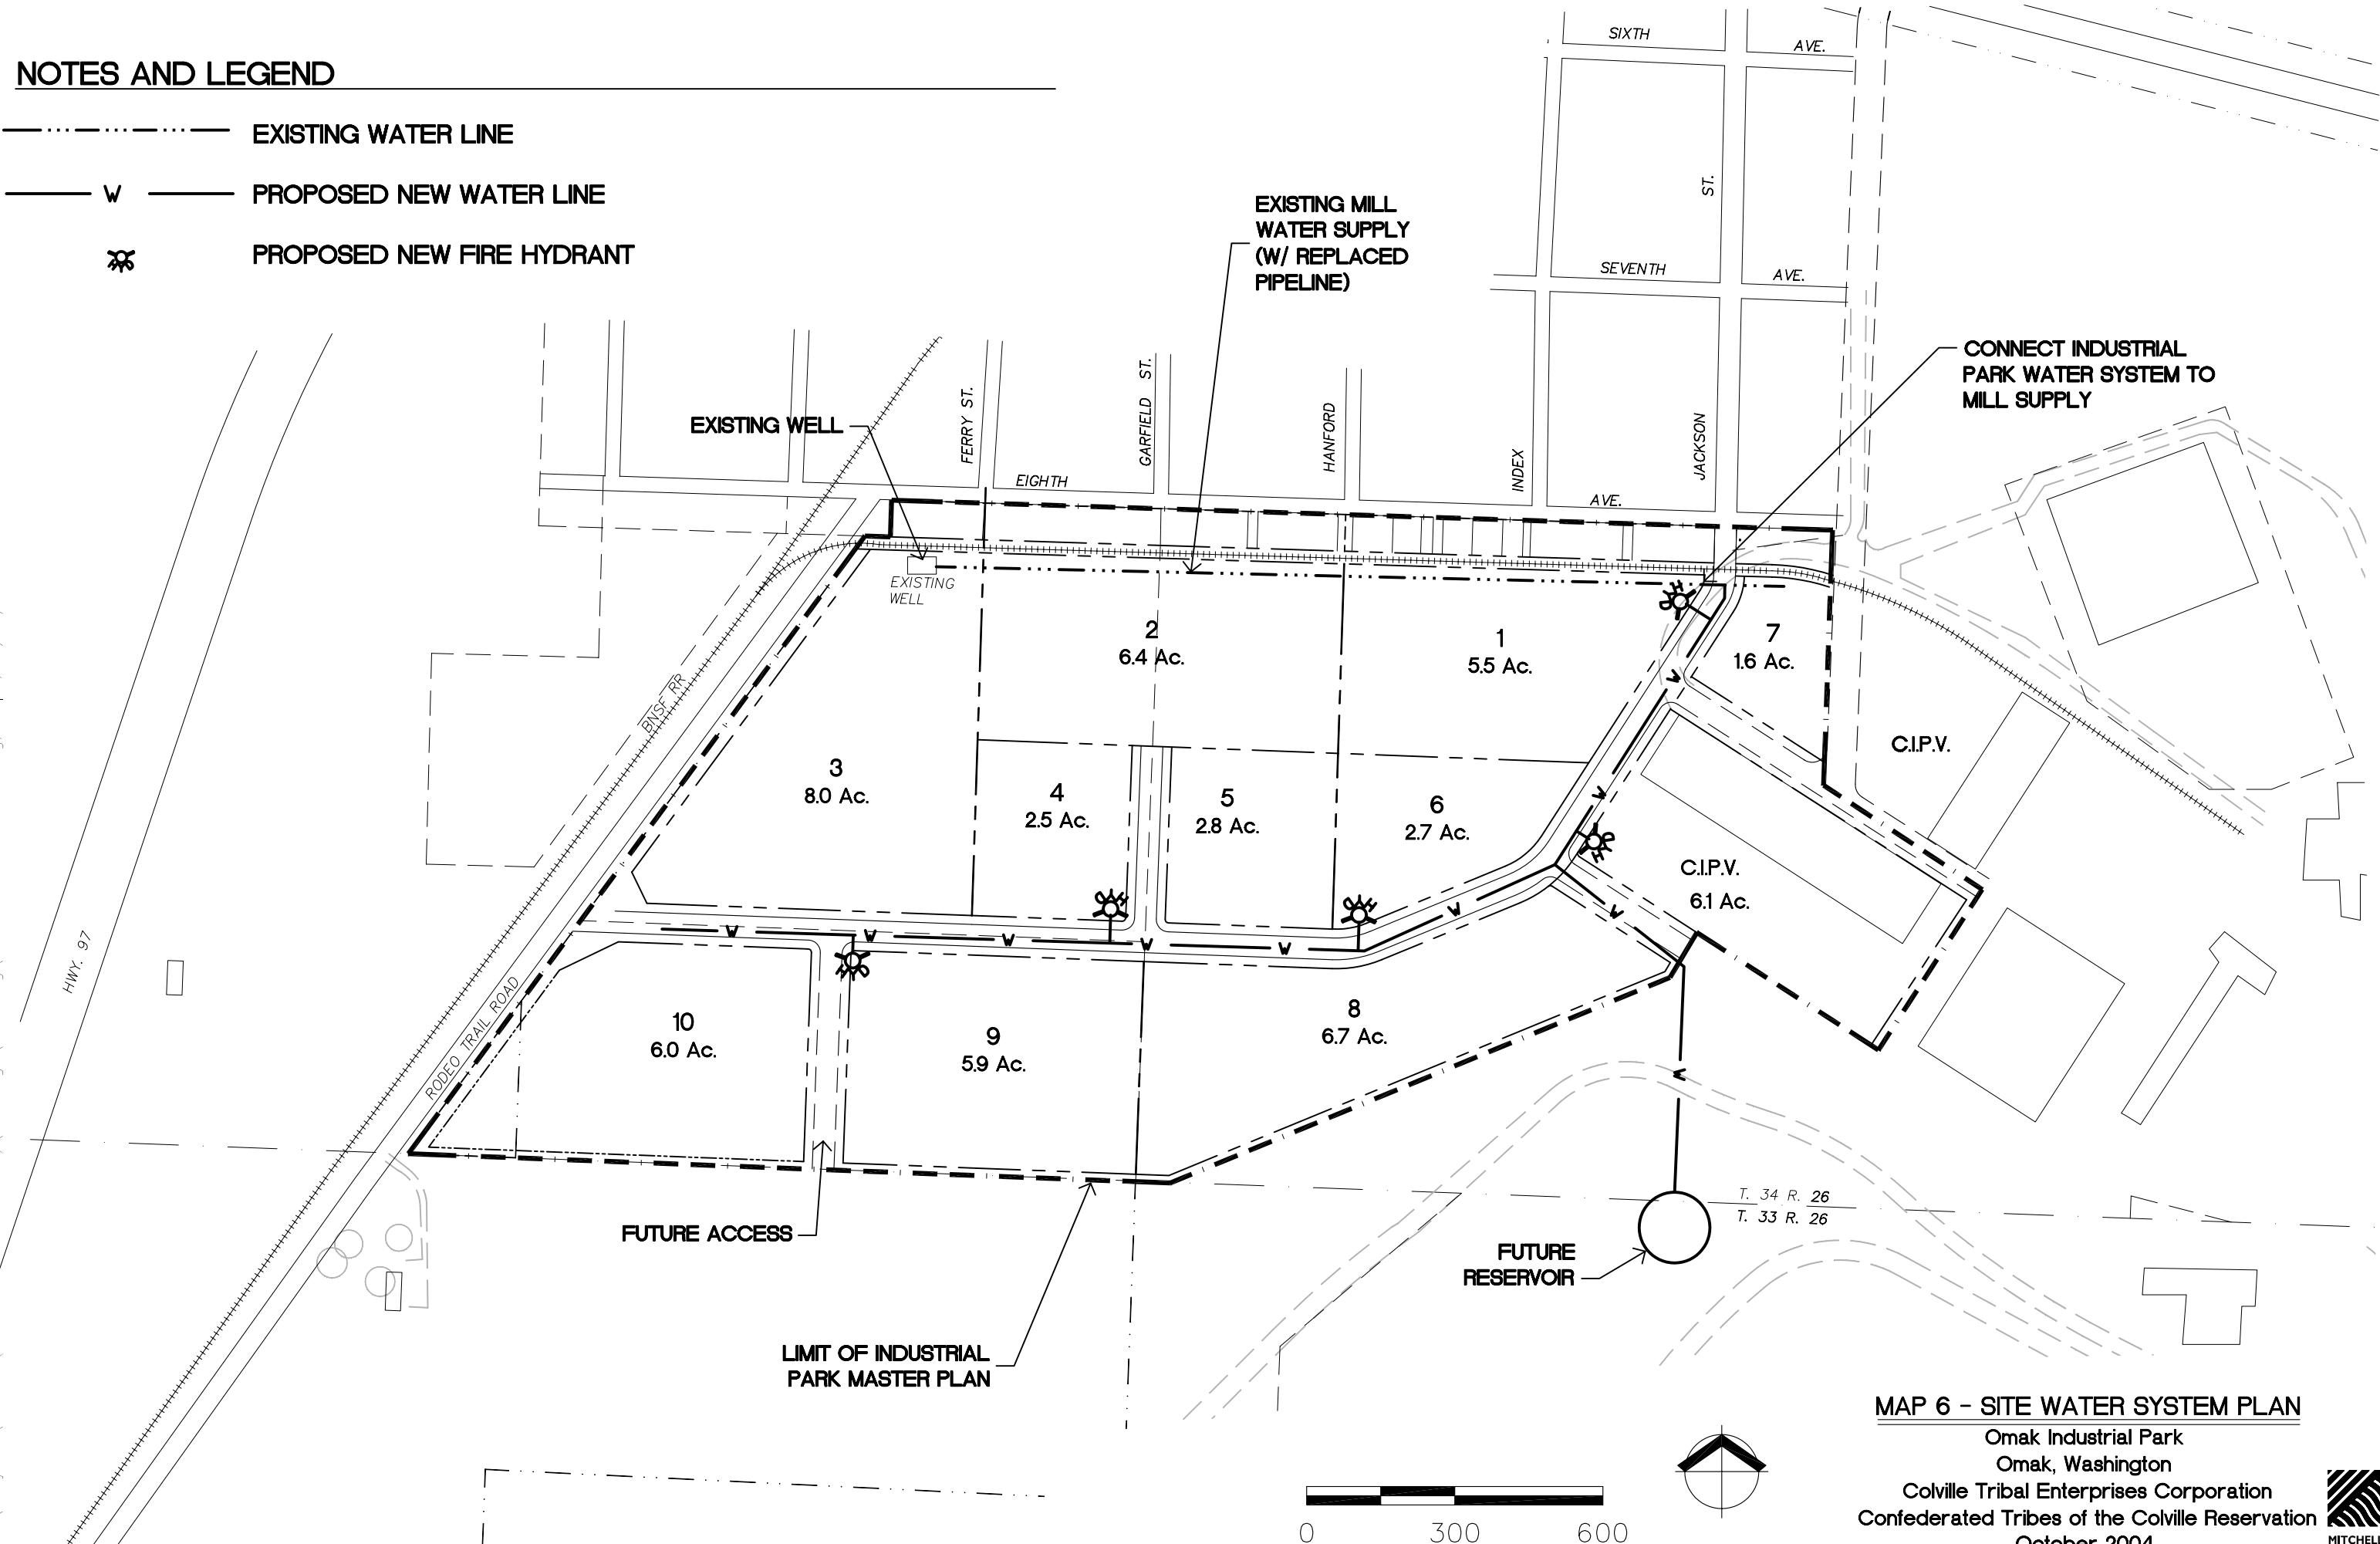 NOTES AND LEGEND
EXISTING WATER LINE
W
PROPOSED NEW WATER LINE
PROPOSED NEW FIRE HYDRANT
SIXTH
AVE.
ST.
SEVENTH
AVE.
EXISTING MILL
WATER SUPPLY
(W/ REPLACED
PIPELINE)
CONNECT INDUSTRIAL
PARK WATER SYSTEM TO
MILL SUPPLY
EXISTING WELL
FERRY ST.
GARFIELD ST.
HANFORD
INDEX
JACKSON
EIGHTH
AVE.
EXISTING
WELL
2
6.4 Ac.
1
5.5 Ac.
7
1.6 Ac.
W
BNSF RR
C.I.P.V.
3
8.0 Ac.
4
2.5 Ac.
5
2.8 Ac.
6
2.7 Ac.
W
C.I.P.V.
6.1 Ac.
W
W
W
W
W
W
W
HWY. 97
RODEO TRAIL ROAD
10
6.0 Ac.
9
5.9 Ac.
8
6.7 Ac.
W
T. 34 R. 26
T. 33 R. 26
FUTURE ACCESS
FUTURE
RESERVOIR
LIMIT OF INDUSTRIAL
PARK MASTER PLAN
0 300 600
MAP 6 - SITE WATER SYSTEM PLAN
Omak Industrial Park
Omak, Washington
Colville Tribal Enterprises Corporation
Confederated Tribes of the Colville Reservation
October 2004
MITCHELL